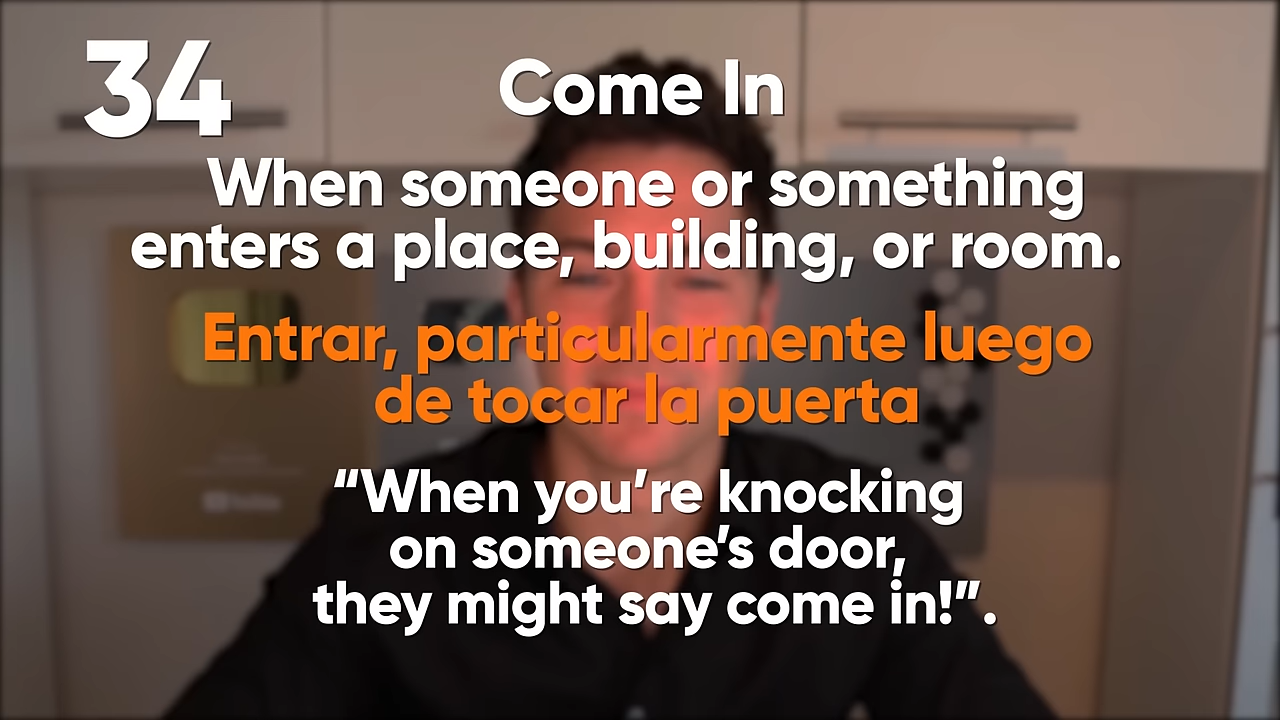 34
Come In
When someone or something
enters a place, building, or room.
Entrar, particularmente luego
de tocar la puerta
“When you’re knocking
on someone’s door,
they might say come in!”.